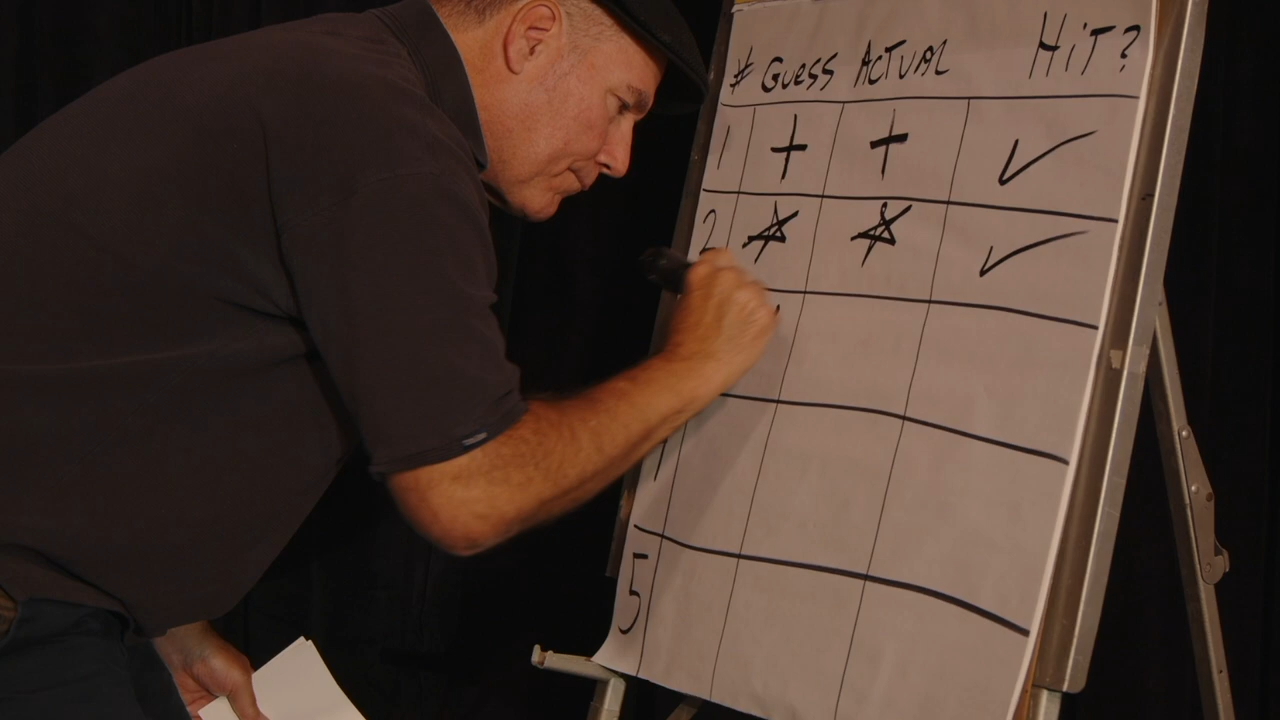 # Guess Actual Hit?
1 + + ✓
2 ☆ ☆ ✓
5